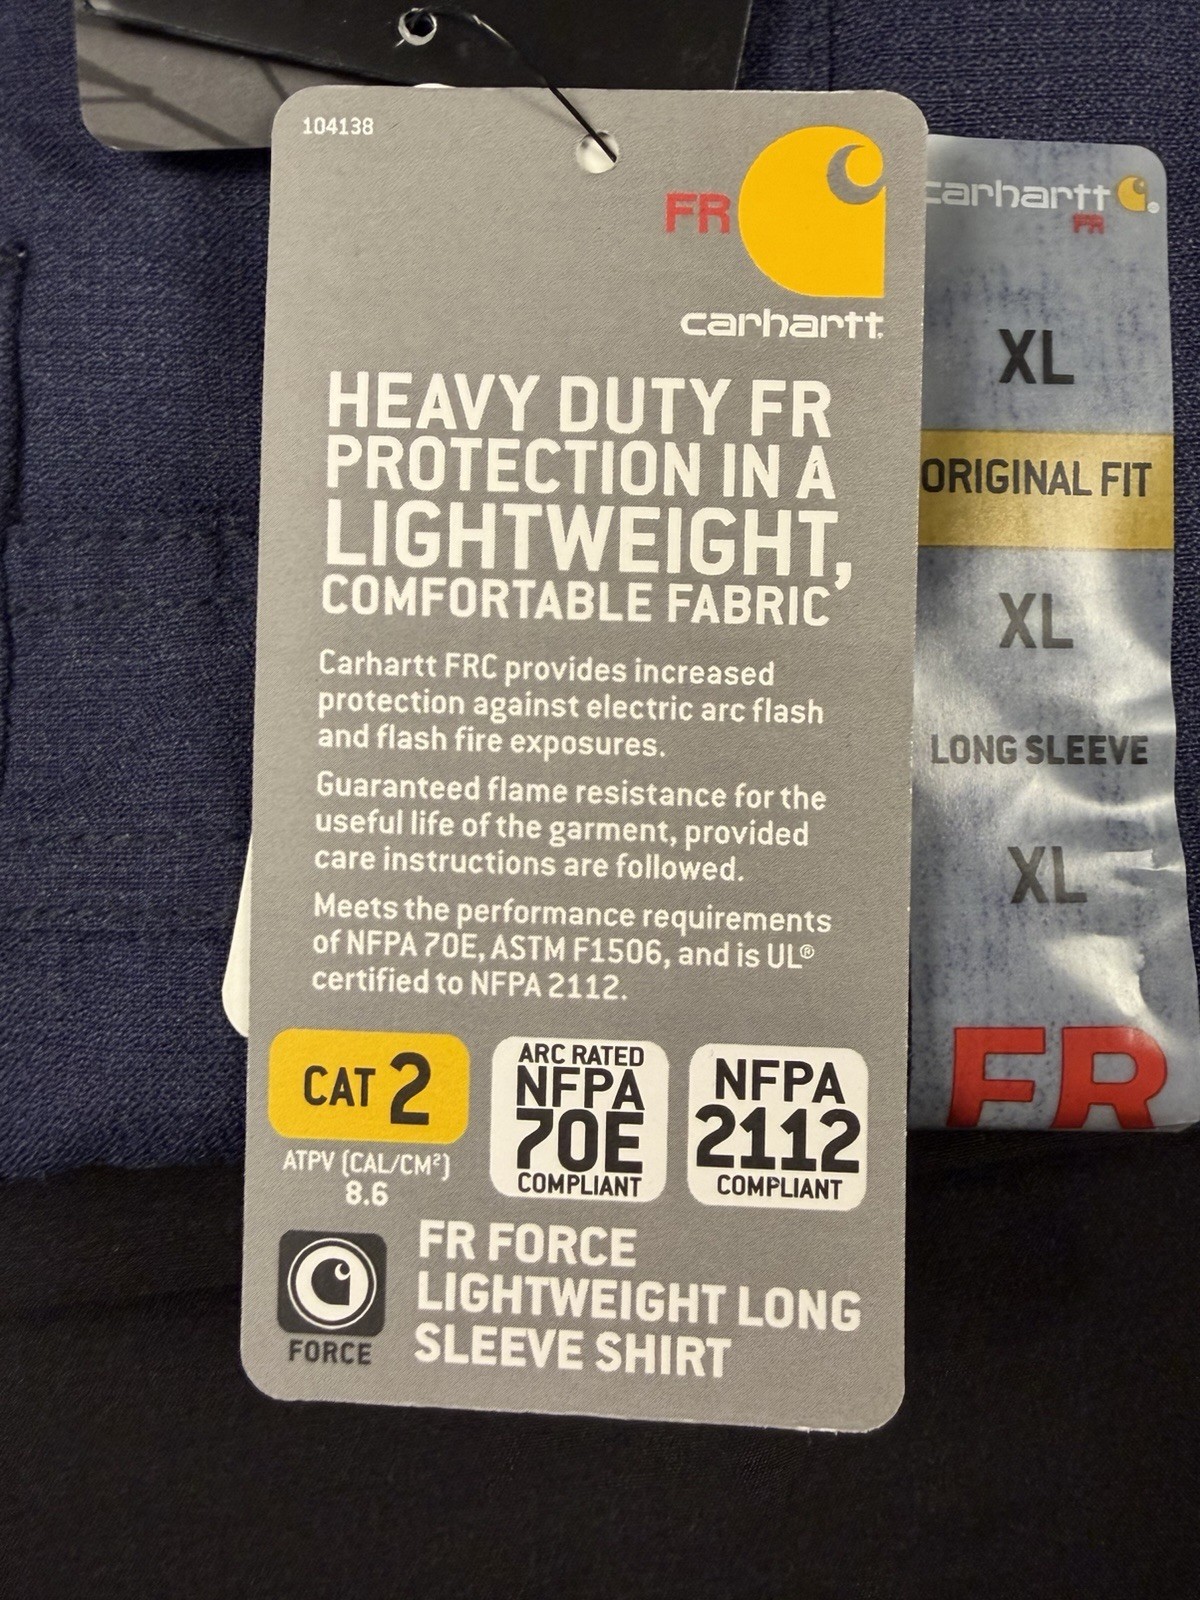 104138
FR
carhartt
HEAVY DUTY FR
PROTECTION IN A
LIGHTWEIGHT,
COMFORTABLE FABRIC
Carhartt FRC provides increased
protection against electric arc flash
and flash fire exposures.
Guaranteed flame resistance for the
useful life of the garment, provided
care instructions are followed.
Meets the performance requirements
of NFPA 70E, ASTM F1506, and is UL®
certified to NFPA 2112.
CAT 2
ATPV (CAL/CM²)
8.6
ARC RATED
NFPA
70E
COMPLIANT
NFPA
2112
COMPLIANT
FORCE
FR FORCE
LIGHTWEIGHT LONG
SLEEVE SHIRT
carhartt
FR
XL
ORIGINAL FIT
XL
LONG SLEEVE
XL
FR